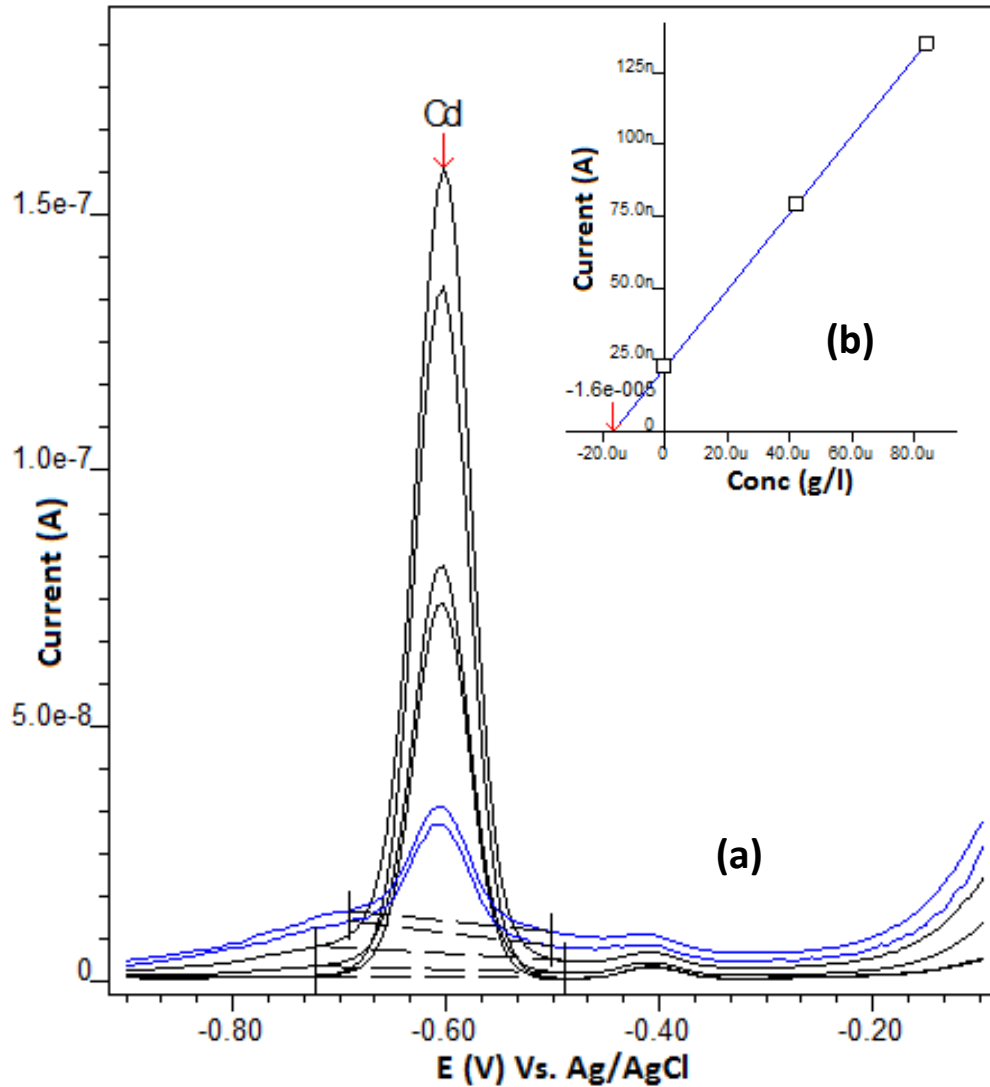 Cd
1.5e-7
1.0e-7
5.0e-8
0
Current (A)
-0.80
-0.60
-0.40
-0.20
E (V) Vs. Ag/AgCl
(a)
125n
100n
75.0n
50.0n
25.0n
0
-1.6e-005
Current (A)
-20.0u
0
20.0u
40.0u
60.0u
80.0u
Conc (g/l)
(b)